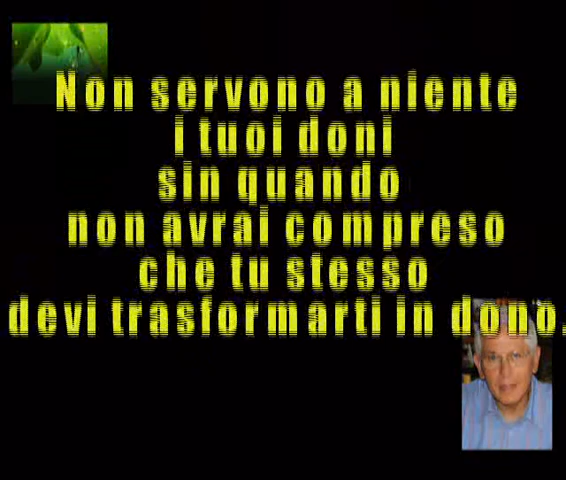 Non servono a niente
i tuoi doni
sin quando
non avrai compreso
che tu stesso
devi trasformarti in dono.